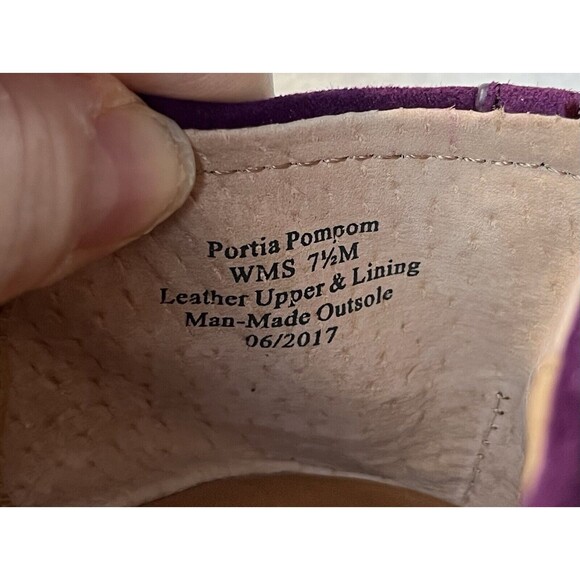 Portia Pompom
WMS 7½M
Leather Upper & Lining
Man-Made Outsole
06/2017